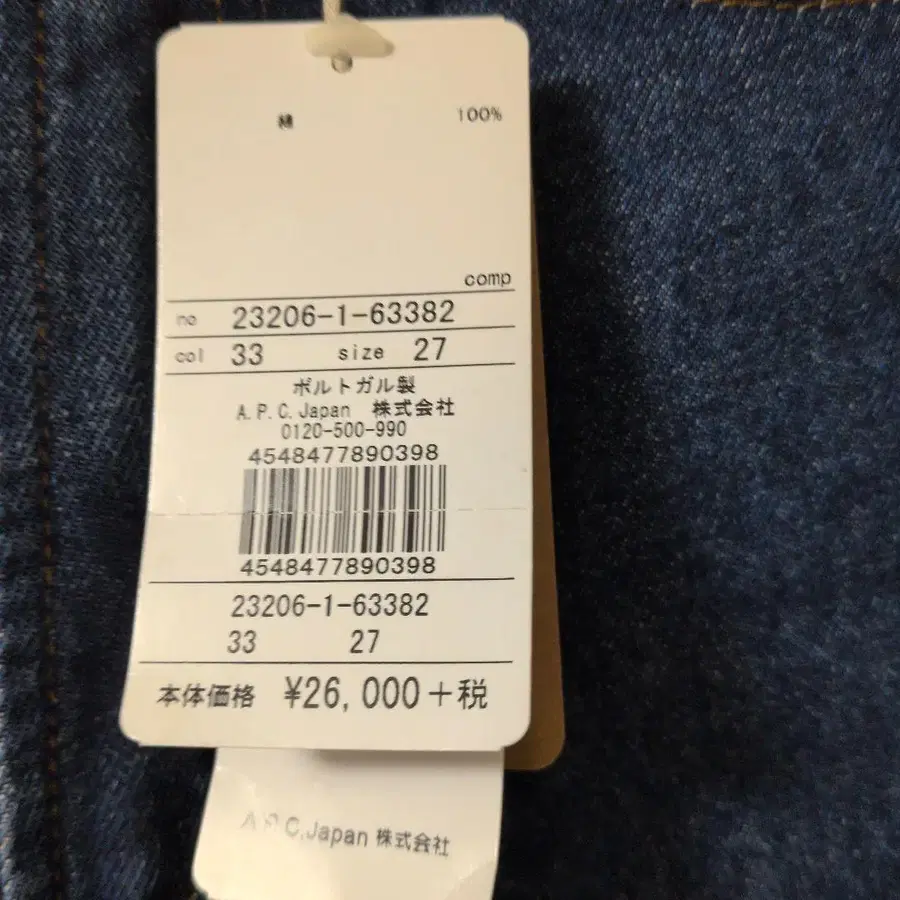 綿 100%
comp
no 23206-1-63382
col 33 size 27
ポルトガル製
A.P.C.Japan 株式会社
0120-500-990
4548477890398
4548477890398
23206-1-63382
33 27
本体価格 ¥26,000+税
A.P.C.Japan 株式会社